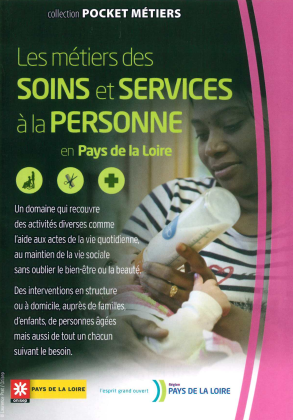 collection POCKET MÉTIERS
Les métiers des
SOINS et SERVICES
à la PERSONNE
en Pays de la Loire
Un domaine qui recouvre
des activités diverses comme
l'aide aux actes de la vie quotidienne,
au maintien de la vie sociale
sans oublier le bien-être ou la beauté.
Des interventions en structure
ou à domicile, auprès de familles
d'enfants, de personnes âgées
mais aussi de tout un chacun
suivant le besoin.
onisep
PAYS DE LA LOIRE
l'esprit grand ouvert
Région
PAYS DE LA LOIRE